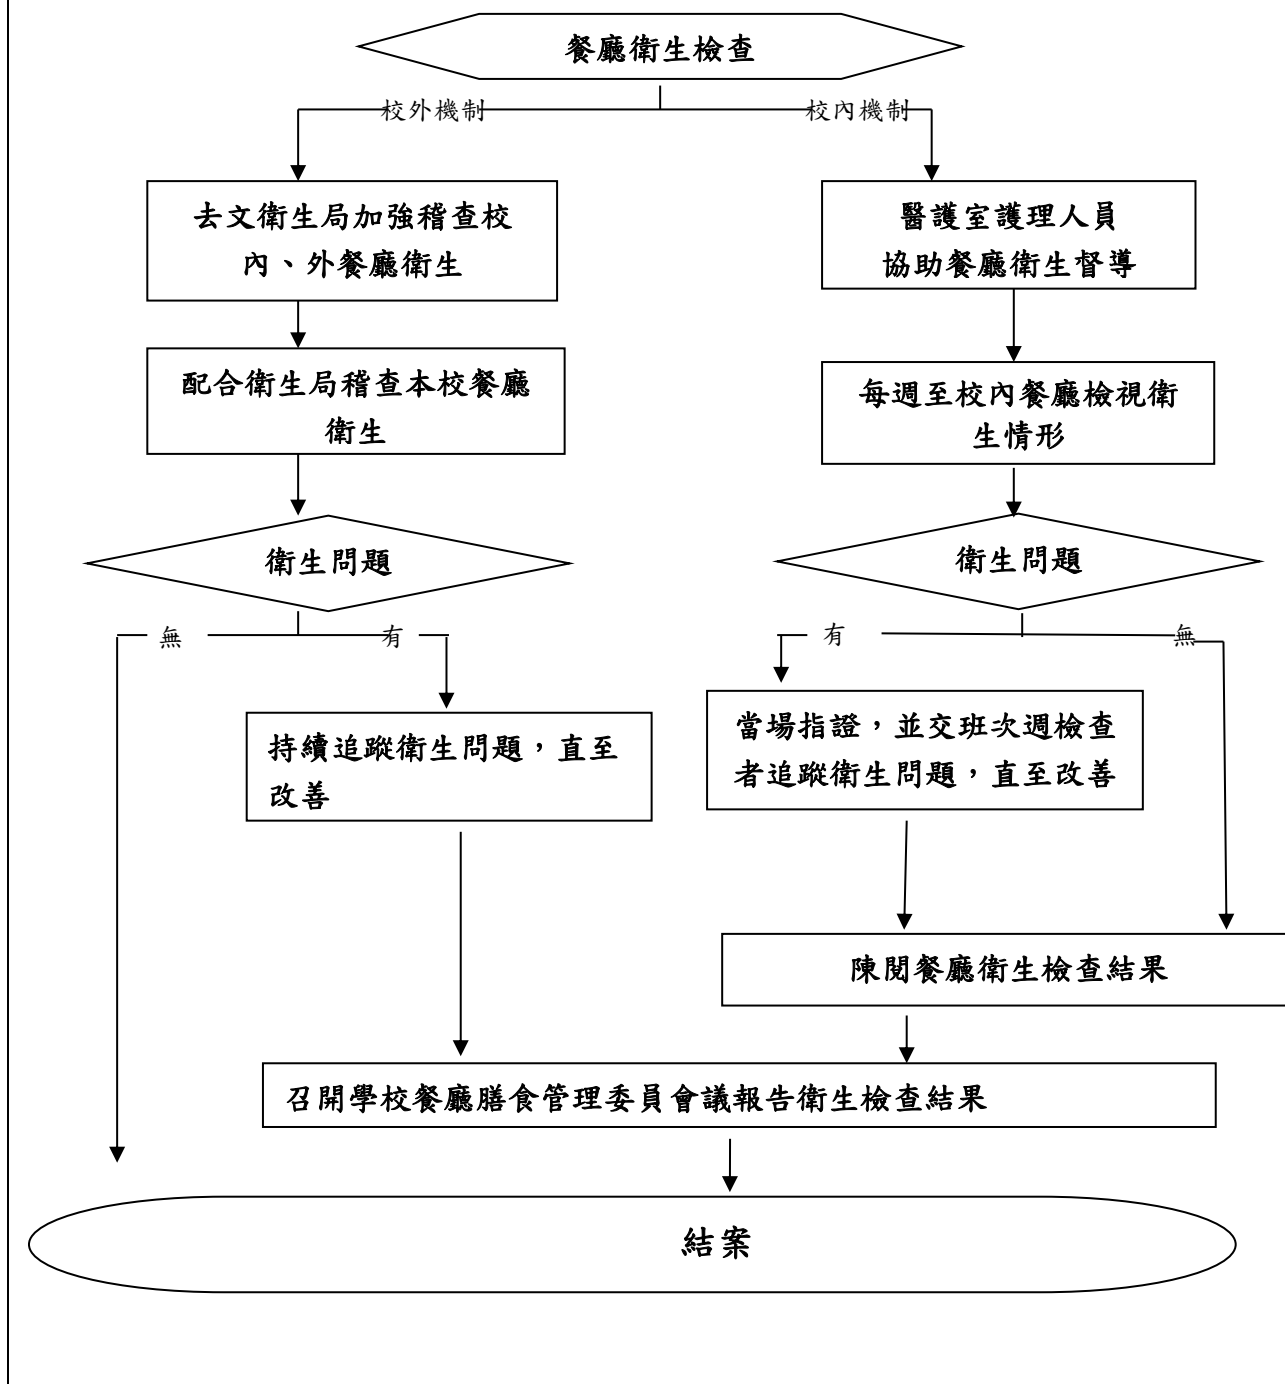 餐廳衛生檢查
校外機制
校內機制
去文衛生局加強稽查校
內、外餐廳衛生
醫護室護理人員
協助餐廳衛生督導
配合衛生局稽查本校餐廳
衛生
每週至校內餐廳檢視衛
生情形
衛生問題
衛生問題
無
有
有
無
持續追蹤衛生問題，直至
改善
當場指證，並交班次週檢查
者追蹤衛生問題，直至改善
陳閱餐廳衛生檢查結果
召開學校餐廳膳食管理委員會議報告衛生檢查結果
結案